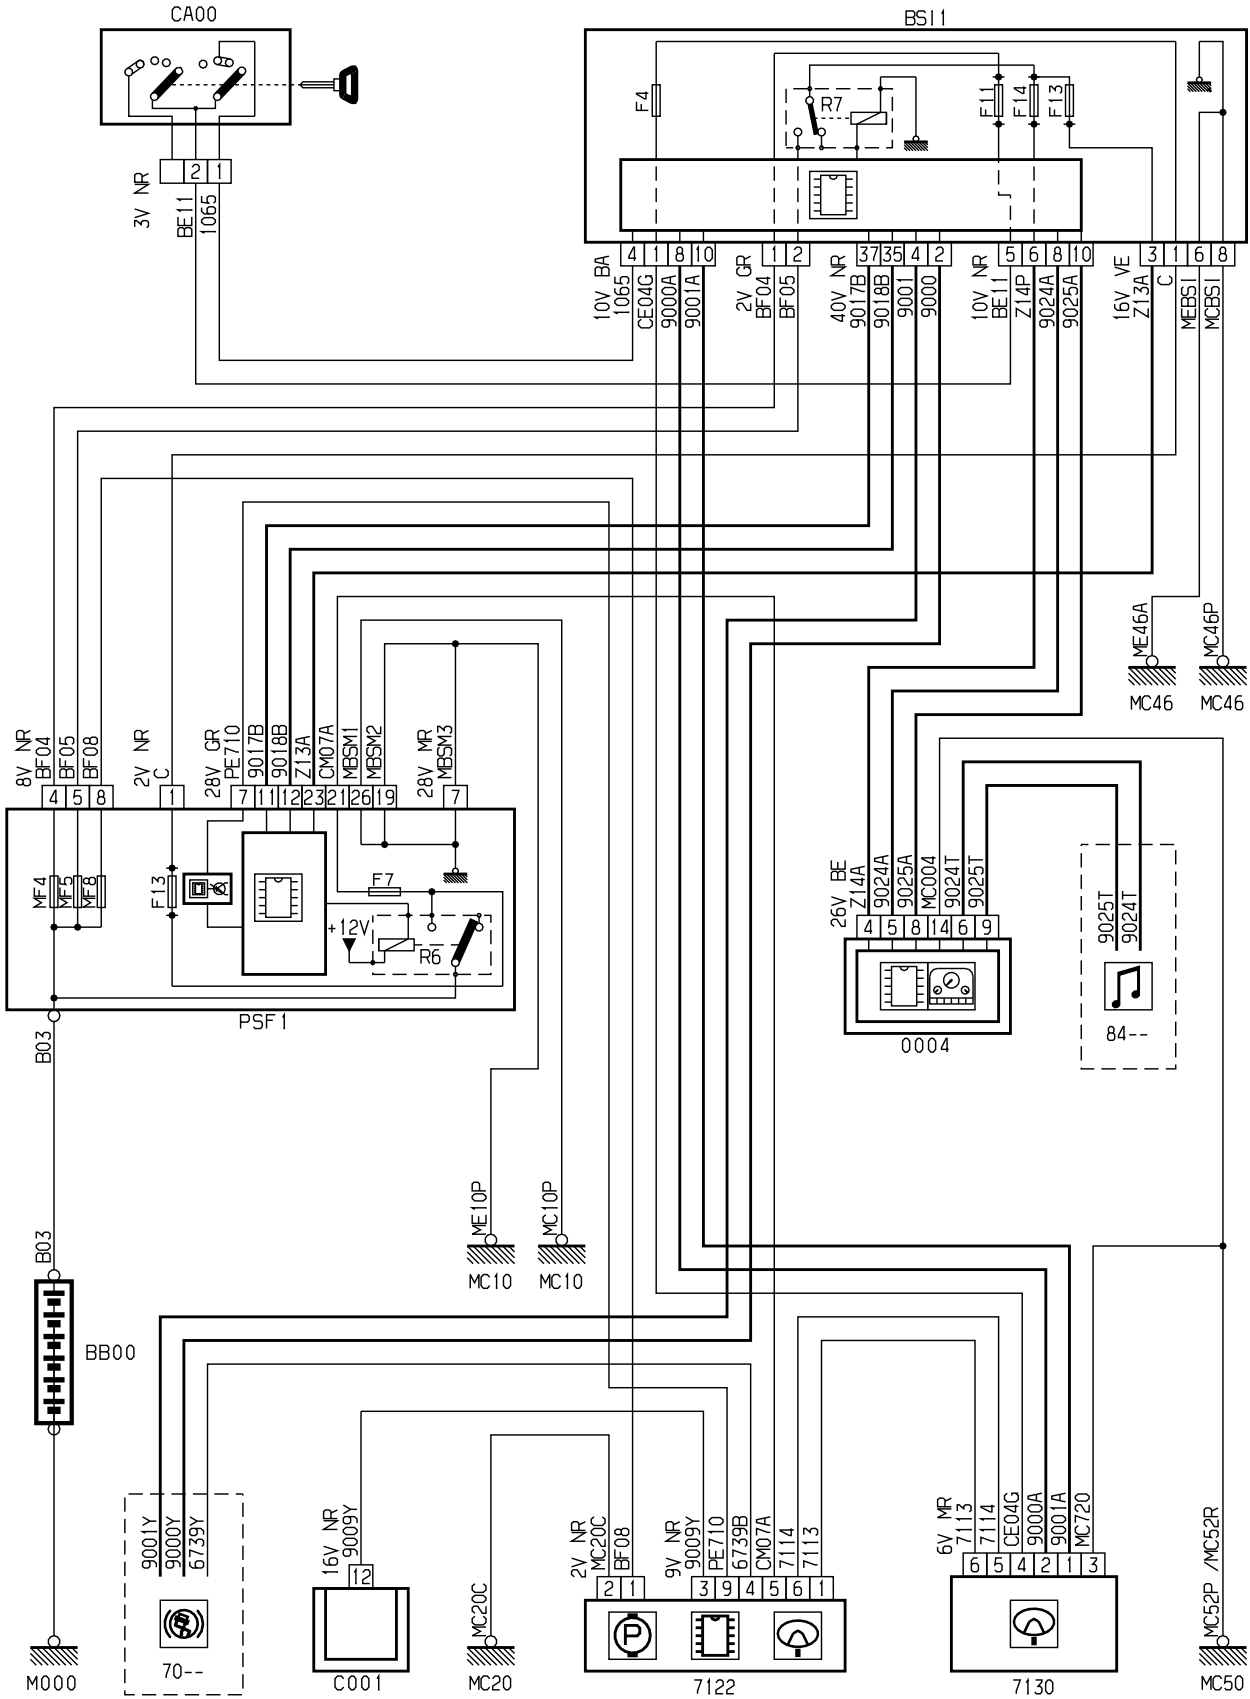 CA00
BSI1
F4
R7
F11
F14
F13
2 1
3V NR
BE11
1065
4 1 8 10
1 2
37 35 4 2
5 6 8 10
3 1 6 8
10V BA
1065
CE04G
9000A
9001A
2V GR
BF04
BF05
40V NR
9017B
9018B
9001
9000
10V NR
BE11
Z14P
9024A
9025A
16V VE
Z13A
C
MEBSI
MCBSI
ME46A
MC46P
MC46
MC46
8V NR
BF04
BF05
BF08
2V NR
C
28V GR
PE710
9017B
9018B
Z13A
CM07A
MBSM1
MBSM2
28V MR
MBSM3
4 5 8
1
7 11 12 23 21 26 19
7
MF4
MF5
MF8
F13
F7
+12V
R6
PSF1
26V BE
Z14A
9024A
9025A
MC004
9024T
9025T
4 5 8 14 6 9
0004
9025T
9024T
84--
B03
B03
BB00
M000
ME10P
MC10P
MC10
MC10
9001Y
9000Y
6739Y
70--
16V NR
9009Y
12
C001
MC20C
MC20
2V NR
MC20C
BF08
9V NR
9009Y
PE710
6739B
CM07A
7114
7113
2 1
3 9 4 5 6 1
P
7122
6V MR
7113
7114
CE04G
9000A
9001A
MC720
6 5 4 2 1 3
7130
MC52P /MC52R
MC50